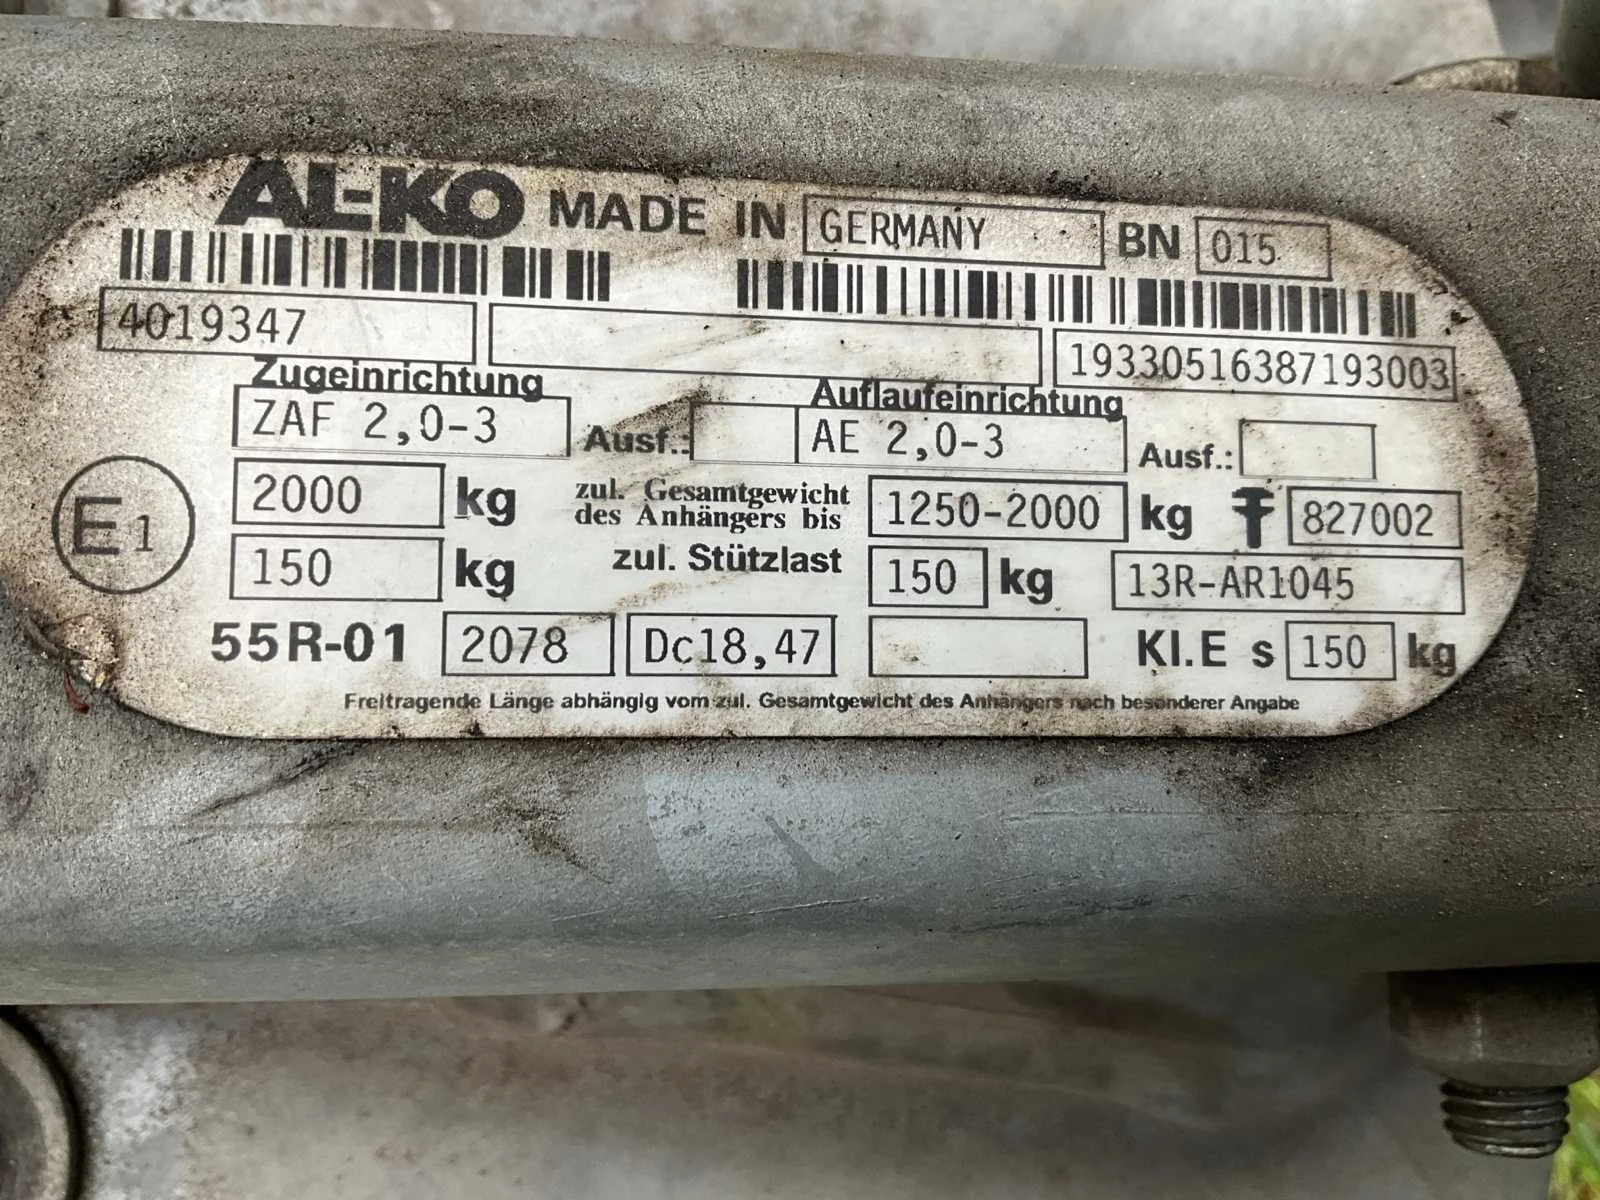 AL-KO MADE IN GERMANY BN 015
4019347 19330516387193003
Zugeinrichtung Auflaufeinrichtung
ZAF 2,0-3 Ausf.: AE 2,0-3 Ausf.:
2000 kg zul. Gesamtgewicht des Anhängers bis 1250-2000 kg 827002
E1 150 kg zul. Stützlast 150 kg 13R-AR1045
55R-01 2078 Dc18,47 Kl.E s 150 kg
Freitragende Länge abhängig vom zul. Gesamtgewicht des Anhängers nach besonderer Angabe